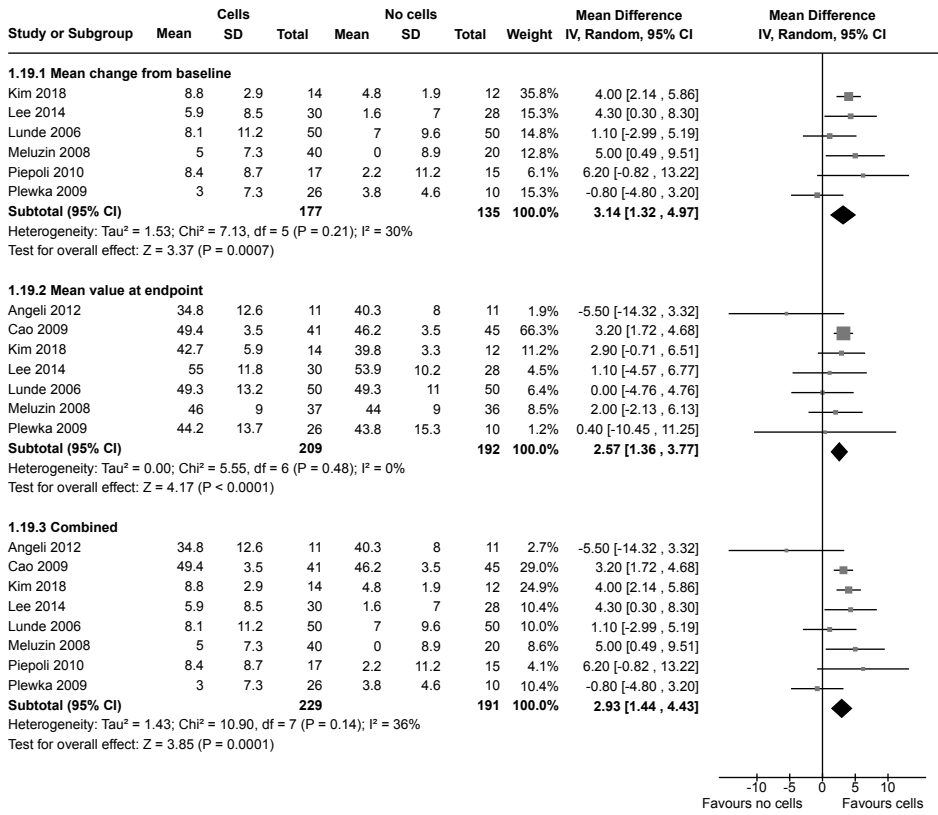 Cells No cells Mean Difference Mean Difference
Study or Subgroup Mean SD Total Mean SD Total Weight IV, Random, 95% CI IV, Random, 95% CI
1.19.1 Mean change from baseline
Kim 2018 8.8 2.9 14 4.8 1.9 12 35.8% 4.00 [2.14 , 5.86]
Lee 2014 5.9 8.5 30 1.6 7 28 15.3% 4.30 [0.30 , 8.30]
Lunde 2006 8.1 11.2 50 7 9.6 50 14.8% 1.10 [-2.99 , 5.19]
Meluzin 2008 5 7.3 40 0 8.9 20 12.8% 5.00 [0.49 , 9.51]
Piepoli 2010 8.4 8.7 17 2.2 11.2 15 6.1% 6.20 [-0.82 , 13.22]
Plewka 2009 3 7.3 26 3.8 4.6 10 15.3% -0.80 [-4.80 , 3.20]
Subtotal (95% CI) 177 135 100.0% 3.14 [1.32 , 4.97]
Heterogeneity: Tau² = 1.53; Chi² = 7.13, df = 5 (P = 0.21); I² = 30%
Test for overall effect: Z = 3.37 (P = 0.0007)
1.19.2 Mean value at endpoint
Angeli 2012 34.8 12.6 11 40.3 8 11 1.9% -5.50 [-14.32 , 3.32]
Cao 2009 49.4 3.5 41 46.2 3.5 45 66.3% 3.20 [1.72 , 4.68]
Kim 2018 42.7 5.9 14 39.8 3.3 12 11.2% 2.90 [-0.71 , 6.51]
Lee 2014 55 11.8 30 53.9 10.2 28 4.5% 1.10 [-4.57 , 6.77]
Lunde 2006 49.3 13.2 50 49.3 11 50 6.4% 0.00 [-4.76 , 4.76]
Meluzin 2008 46 9 37 44 9 36 8.5% 2.00 [-2.13 , 6.13]
Plewka 2009 44.2 13.7 26 43.8 15.3 10 1.2% 0.40 [-10.45 , 11.25]
Subtotal (95% CI) 209 192 100.0% 2.57 [1.36 , 3.77]
Heterogeneity: Tau² = 0.00; Chi² = 5.55, df = 6 (P = 0.48); I² = 0%
Test for overall effect: Z = 4.17 (P < 0.0001)
1.19.3 Combined
Angeli 2012 34.8 12.6 11 40.3 8 11 2.7% -5.50 [-14.32 , 3.32]
Cao 2009 49.4 3.5 41 46.2 3.5 45 29.0% 3.20 [1.72 , 4.68]
Kim 2018 8.8 2.9 14 4.8 1.9 12 24.9% 4.00 [2.14 , 5.86]
Lee 2014 5.9 8.5 30 1.6 7 28 10.4% 4.30 [0.30 , 8.30]
Lunde 2006 8.1 11.2 50 7 9.6 50 10.0% 1.10 [-2.99 , 5.19]
Meluzin 2008 5 7.3 40 0 8.9 20 8.6% 5.00 [0.49 , 9.51]
Piepoli 2010 8.4 8.7 17 2.2 11.2 15 4.1% 6.20 [-0.82 , 13.22]
Plewka 2009 3 7.3 26 3.8 4.6 10 10.4% -0.80 [-4.80 , 3.20]
Subtotal (95% CI) 229 191 100.0% 2.93 [1.44 , 4.43]
Heterogeneity: Tau² = 1.43; Chi² = 10.90, df = 7 (P = 0.14); I² = 36%
Test for overall effect: Z = 3.85 (P = 0.0001)
-10 -5 0 5 10
Favours no cells Favours cells